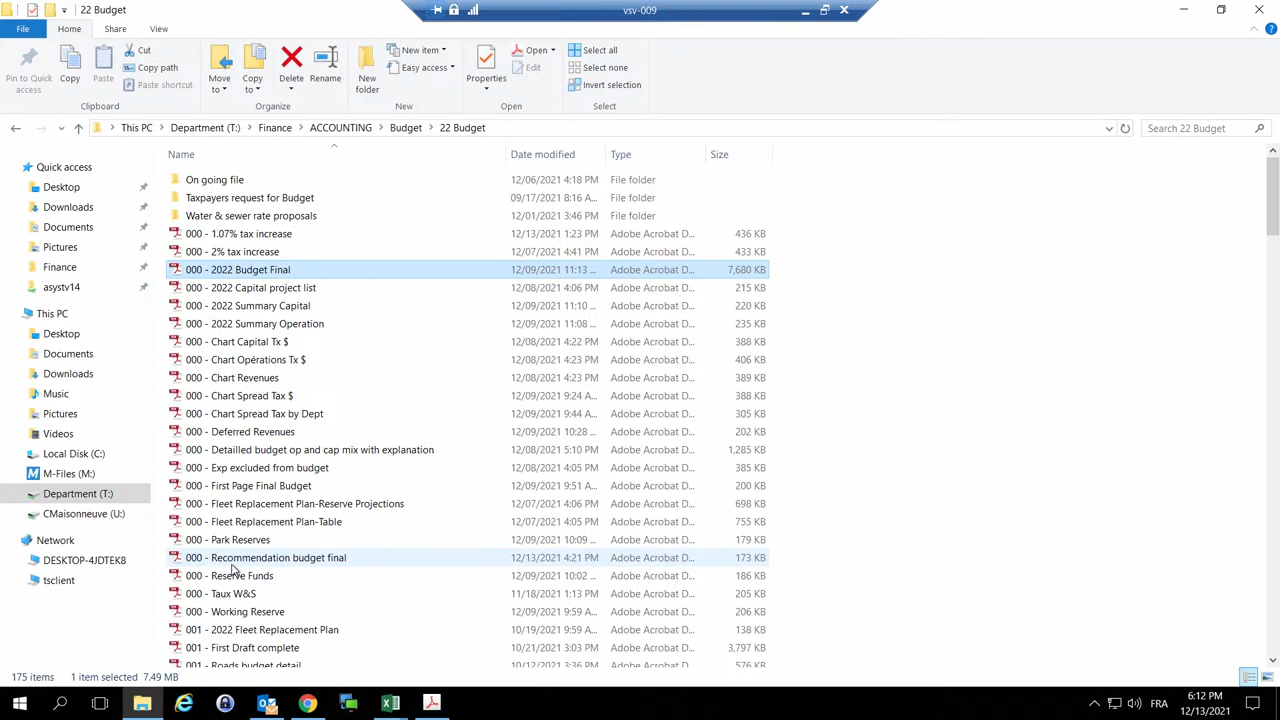 22 Budget
vsv-009
File
Home
Share
View
Pin to Quick access
Copy
Paste
Cut
Copy path
Paste shortcut
Clipboard
Move to
Copy to
Delete
Rename
Organize
New folder
New item
Easy access
New
Properties
Open
Edit
Open
Select all
Select none
Invert selection
Select
This PC
Department (T:)
Finance
ACCOUNTING
Budget
22 Budget
Search 22 Budget
Name
Date modified
Type
Size
Quick access
Desktop
Downloads
Documents
Pictures
Finance
asystv14
This PC
Desktop
Documents
Downloads
Music
Pictures
Videos
Local Disk (C:)
M-Files (M:)
Department (T:)
CMaisonneuve (U:)
Network
DESKTOP-4JDTEK8
tsclient
On going file 12/06/2021 4:18 PM File folder
Taxpayers request for Budget 09/17/2021 8:16 A... File folder
Water & sewer rate proposals 12/01/2021 3:46 PM File folder
000 - 1.07% tax increase 12/13/2021 1:23 PM Adobe Acrobat D... 436 KB
000 - 2% tax increase 12/07/2021 4:41 PM Adobe Acrobat D... 433 KB
000 - 2022 Budget Final 12/09/2021 11:13 ... Adobe Acrobat D... 7,680 KB
000 - 2022 Capital project list 12/08/2021 4:06 PM Adobe Acrobat D... 215 KB
000 - 2022 Summary Capital 12/09/2021 11:10 ... Adobe Acrobat D... 220 KB
000 - 2022 Summary Operation 12/09/2021 11:08 ... Adobe Acrobat D... 235 KB
000 - Chart Capital Tx $ 12/08/2021 4:22 PM Adobe Acrobat D... 388 KB
000 - Chart Opérations Tx $ 12/08/2021 4:23 PM Adobe Acrobat D... 406 KB
000 - Chart Revenues 12/08/2021 4:23 PM Adobe Acrobat D... 389 KB
000 - Chart Spread Tax $ 12/09/2021 9:24 A... Adobe Acrobat D... 388 KB
000 - Chart Spread Tax by Dept 12/09/2021 9:44 A... Adobe Acrobat D... 305 KB
000 - Deferred Revenues 12/09/2021 10:28 ... Adobe Acrobat D... 202 KB
000 - Detailled budget op and cap mix with explanation 12/08/2021 5:10 PM Adobe Acrobat D... 1,285 KB
000 - Exp excluded from budget 12/08/2021 4:05 PM Adobe Acrobat D... 385 KB
000 - First Page Final Budget 12/09/2021 9:51 A... Adobe Acrobat D... 200 KB
000 - Fleet Replacement Plan-Reserve Projections 12/07/2021 4:06 PM Adobe Acrobat D... 698 KB
000 - Fleet Replacement Plan-Table 12/07/2021 4:05 PM Adobe Acrobat D... 755 KB
000 - Park Reserves 12/09/2021 10:09 ... Adobe Acrobat D... 179 KB
000 - Recommendation budget final 12/13/2021 4:21 PM Adobe Acrobat D... 173 KB
000 - Reserve Funds 12/09/2021 10:02 ... Adobe Acrobat D... 186 KB
000 - Taux W&S 11/18/2021 1:13 PM Adobe Acrobat D... 205 KB
000 - Working Reserve 12/09/2021 9:59 A... Adobe Acrobat D... 206 KB
001 - 2022 Fleet Replacement Plan 10/19/2021 9:59 A... Adobe Acrobat D... 138 KB
001 - First Draft complete 10/21/2021 3:03 PM Adobe Acrobat D... 3,797 KB
001 - Roads budget detail 10/12/2021 3:36 PM Adobe Acrobat D... 576 KB
175 items 1 item selected 7.49 MB
FRA
6:12 PM
12/13/2021